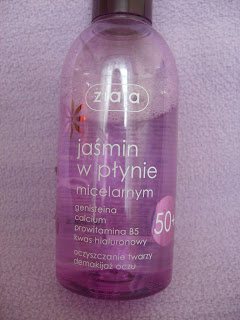 ziaja
jaśmin
w płynie
micelarnym
genisteina
calcium
prowitamina B5
kwas hialuronowy
50+
oczyszczanie twarzy
demakijaż oczu